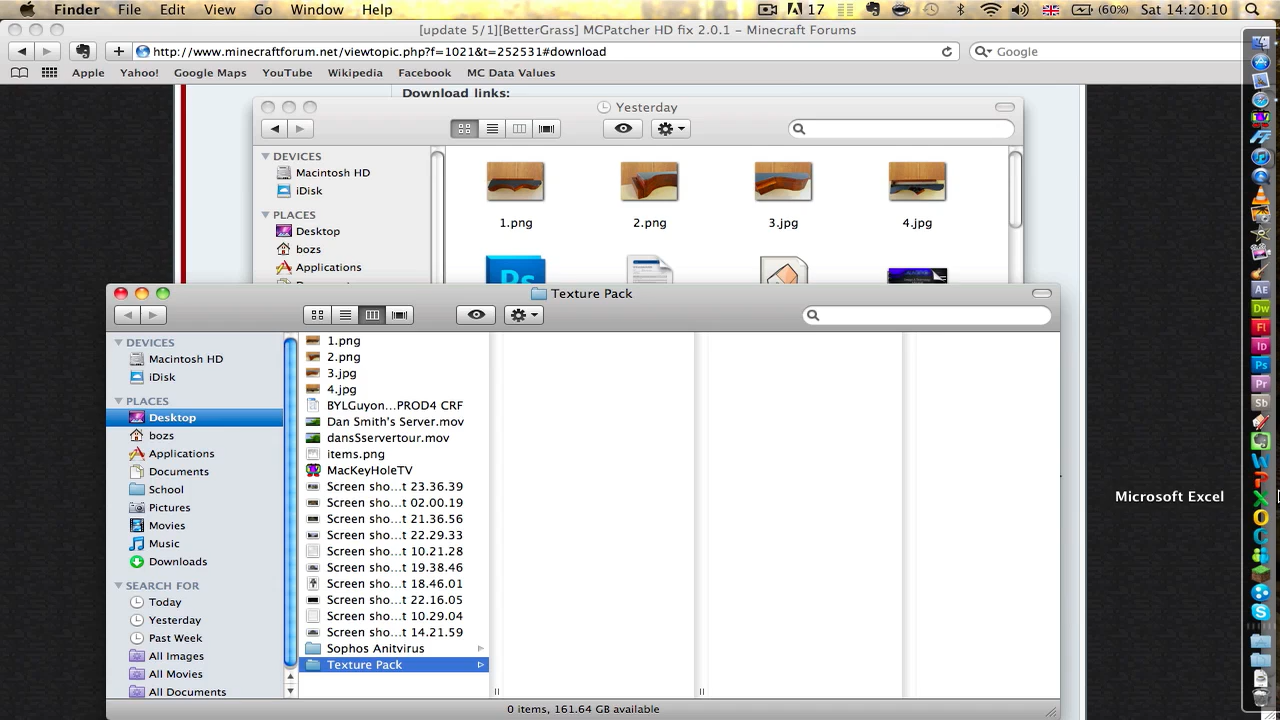 Finder File Edit View Go Window Help 17 (60%) Sat 14:20:10
[update 5/1][BetterGrass] MCPatcher HD fix 2.0.1 - Minecraft Forums
http://www.minecraftforum.net/viewtopic.php?f=1021&t=252531#download Google
Apple Yahoo! Google Maps YouTube Wikipedia Facebook MC Data Values
Download links:
Yesterday
DEVICES
Macintosh HD
iDisk
PLACES
Desktop
bozs
Applications
1.png 2.png 3.jpg 4.jpg
Ps
Texture Pack
DEVICES
Macintosh HD
iDisk
PLACES
Desktop
bozs
Applications
Documents
School
Pictures
Movies
Music
Downloads
SEARCH FOR
Today
Yesterday
Past Week
All Images
All Movies
All Documents
1.png
2.png
3.jpg
4.jpg
BYLGuyon...PROD4 CRF
Dan Smith's Server.mov
dansSservertour.mov
items.png
MacKeyHoleTV
Screen sho...t 23.36.39
Screen sho...t 02.00.19
Screen sho...t 21.36.56
Screen sho...t 22.29.33
Screen sho...t 10.21.28
Screen sho...t 19.38.46
Screen sho...t 18.46.01
Screen sho...t 22.16.05
Screen sho...t 10.29.04
Screen sho...t 14.21.59
Sophos Anitvirus
Texture Pack
0 items, 161.64 GB available
Microsoft Excel
AE
Dw
Fl
Id
Ps
Pr
Sb